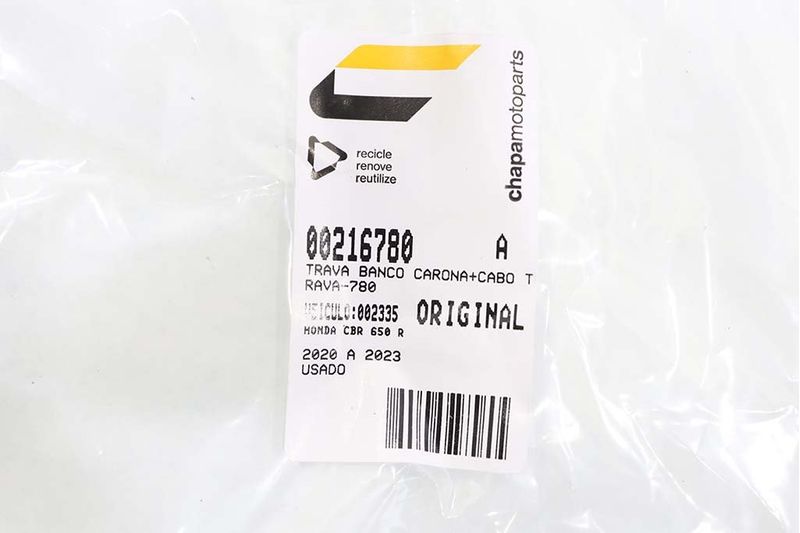 chapamotoparts
recicle
renove
reutilize
00216780 A
TRAVA BANCO CARONA+CABO T
RAVA-780
VEICULO:002335 ORIGINAL
HONDA CBR 650 R
2020 A 2023
USADO